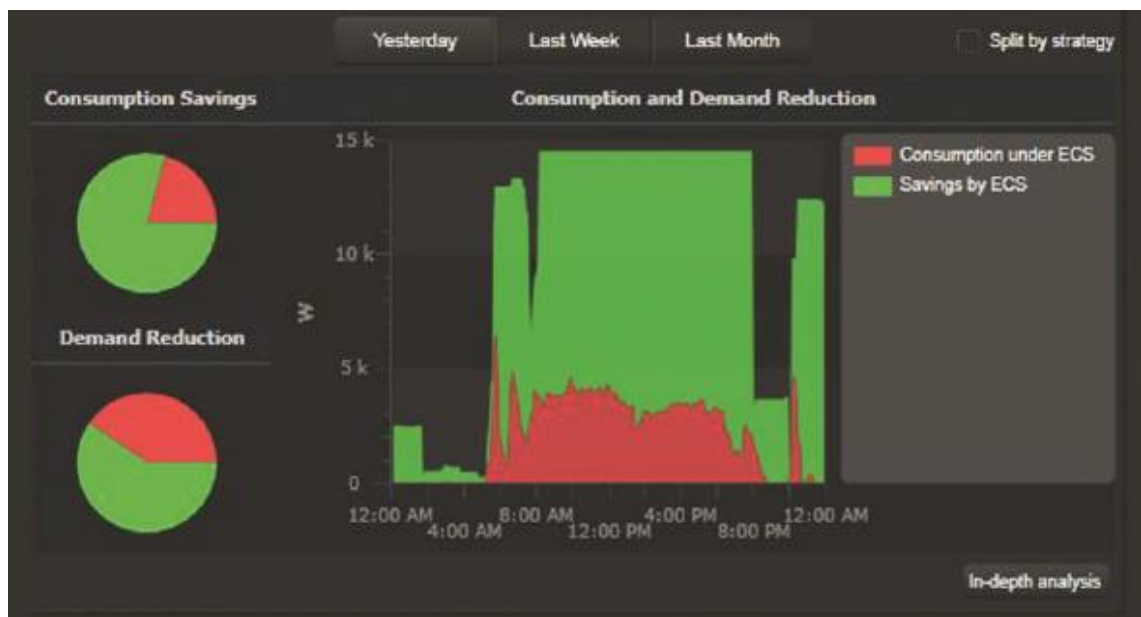 Yesterday Last Week Last Month Split by strategy
Consumption Savings
Consumption and Demand Reduction
15 k
10 k
5 k
0
W
Consumption under ECS
Savings by ECS
Demand Reduction
12:00 AM 8:00 AM 4:00 PM 12:00 AM
4:00 AM 12:00 PM 8:00 PM
In-depth analysis